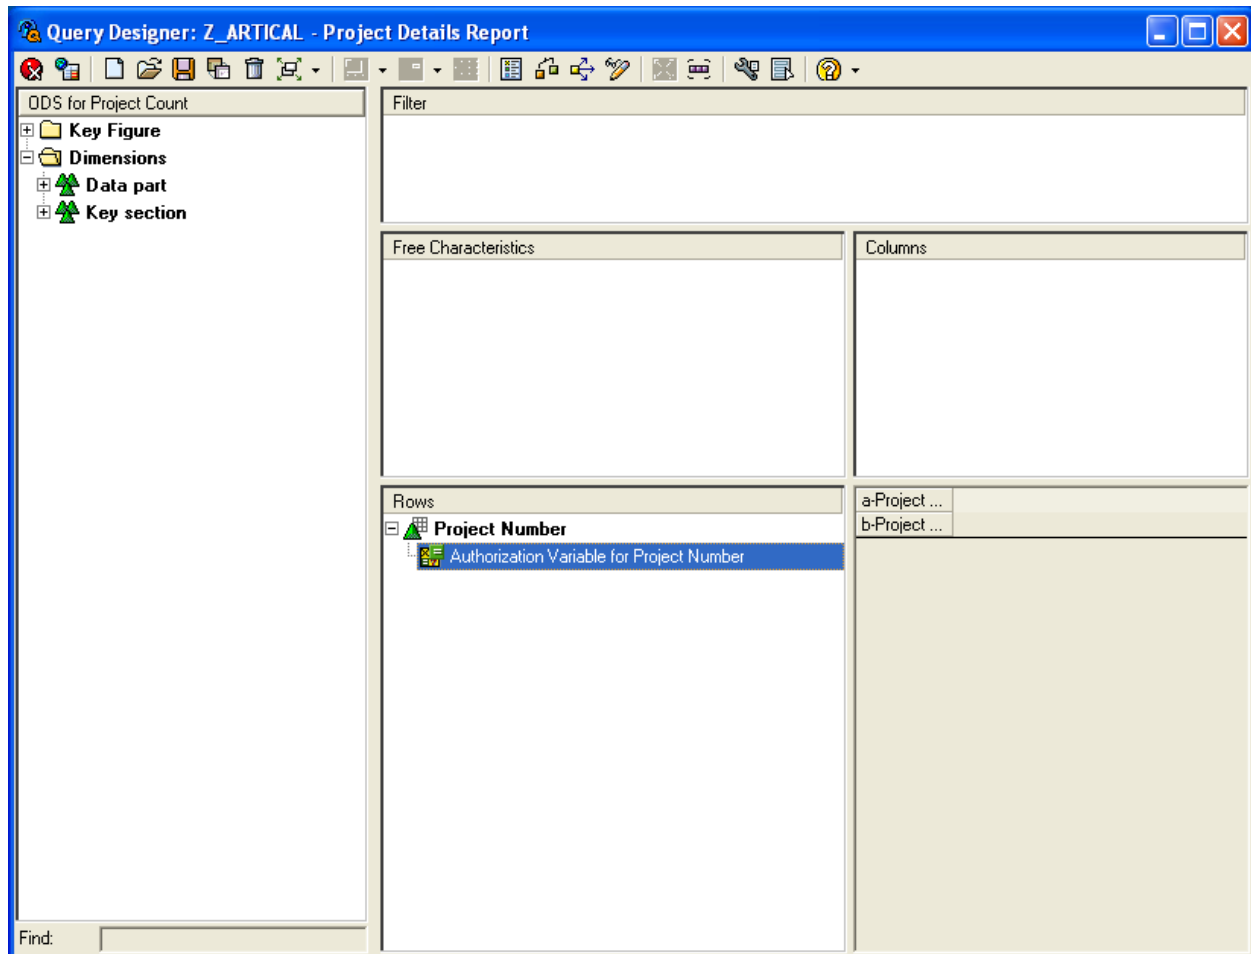 Query Designer: Z_ARTICAL - Project Details Report
ODS for Project Count
Key Figure
Dimensions
Data part
Key section
Find:
Filter
Free Characteristics
Columns
Rows
Project Number
Authorization Variable for Project Number
a-Project ...
b-Project ...